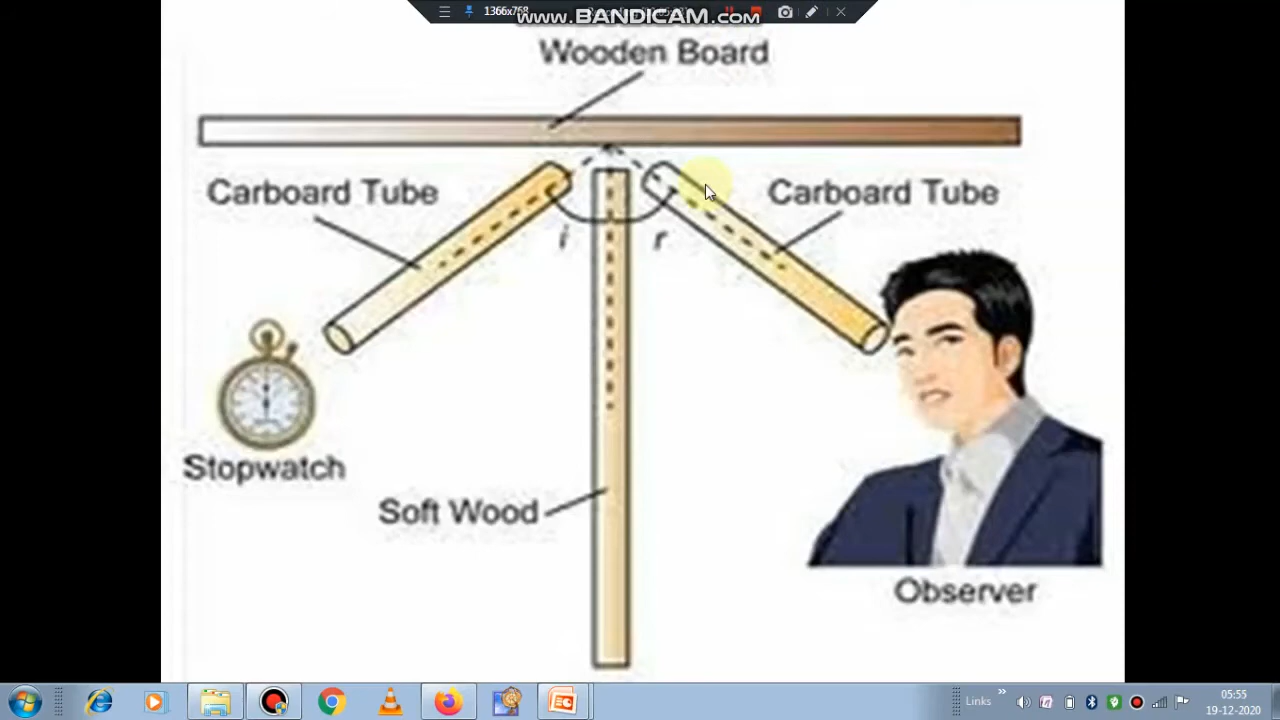 1366x768
www.BANDICAM.com
Wooden Board
Carboard Tube
Carboard Tube
i
r
Stopwatch
Soft Wood
Observer
Links
05:55
19-12-2020